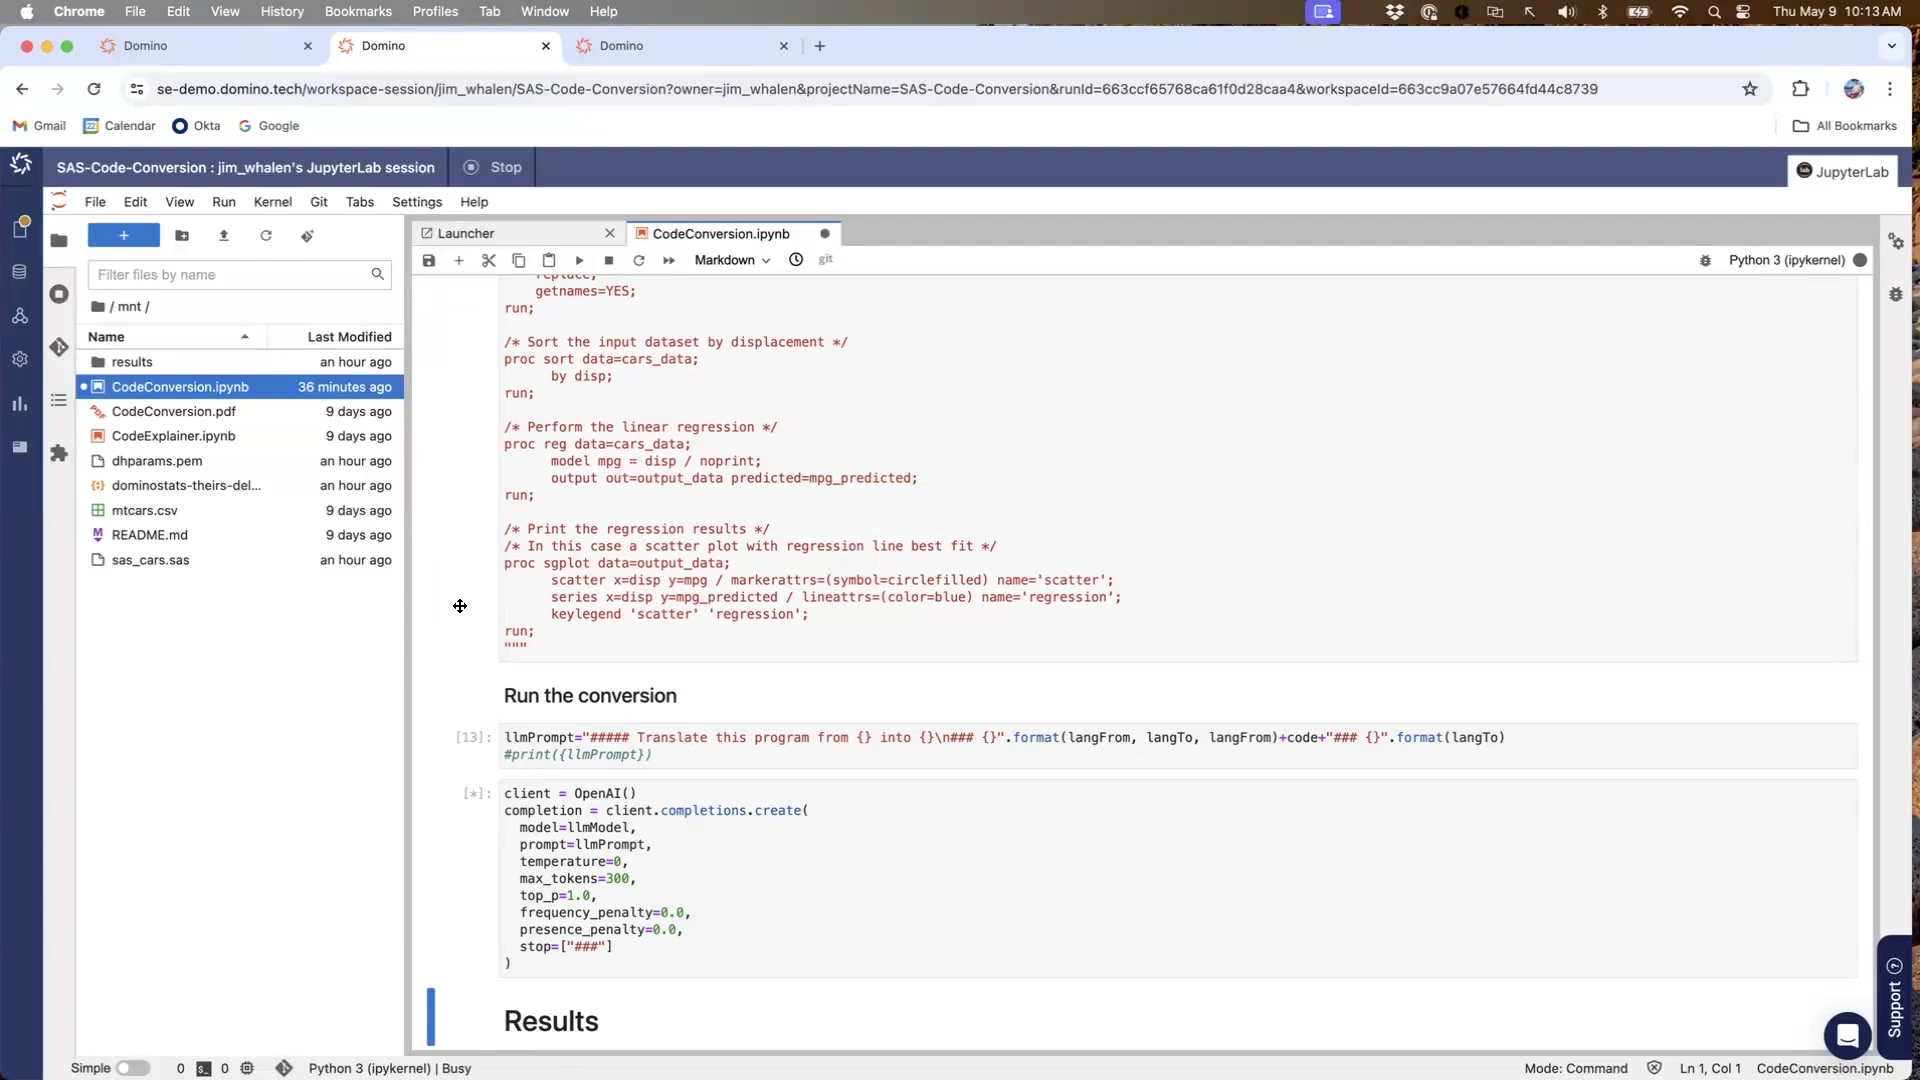 Chrome File Edit View History Bookmarks Profiles Tab Window Help Thu May 9 10:13 AM
Domino Domino Domino
se-demo.domino.tech/workspace-session/jim_whalen/SAS-Code-Conversion?owner=jim_whalen&projectName=SAS-Code-Conversion&runId=663ccf65768ca61f0d28caa4&workspaceId=663cc9a07e57664fd44c8739
Gmail Calendar Okta Google All Bookmarks
SAS-Code-Conversion : jim_whalen's JupyterLab session Stop JupyterLab
File Edit View Run Kernel Git Tabs Settings Help
Launcher CodeConversion.ipynb
Markdown git Python 3 (ipykernel)
Filter files by name
/ mnt /
Name Last Modified
results an hour ago
CodeConversion.ipynb 36 minutes ago
CodeConversion.pdf 9 days ago
CodeExplainer.ipynb 9 days ago
dhparams.pem an hour ago
dominostats-theirs-del... an hour ago
mtcars.csv 9 days ago
README.md 9 days ago
sas_cars.sas an hour ago
replace;
getnames=YES;
run;
/* Sort the input dataset by displacement */
proc sort data=cars_data;
by disp;
run;
/* Perform the linear regression */
proc reg data=cars_data;
model mpg = disp / noprint;
output out=output_data predicted=mpg_predicted;
run;
/* Print the regression results */
/* In this case a scatter plot with regression line best fit */
proc sgplot data=output_data;
scatter x=disp y=mpg / markerattrs=(symbol=circlefilled) name='scatter';
series x=disp y=mpg_predicted / lineattrs=(color=blue) name='regression';
keylegend 'scatter' 'regression';
run;
"""
Run the conversion
[13]: llmPrompt="##### Translate this program from {} into {}\n### {}".format(langFrom, langTo, langFrom)+code+"### {}".format(langTo)
#print({llmPrompt})
[*]: client = OpenAI()
completion = client.completions.create(
model=llmModel,
prompt=llmPrompt,
temperature=0,
max_tokens=300,
top_p=1.0,
frequency_penalty=0.0,
presence_penalty=0.0,
stop=["###"]
)
Results
Support
Simple 0 0 Python 3 (ipykernel) | Busy Mode: Command Ln 1, Col 1 CodeConversion.ipynb